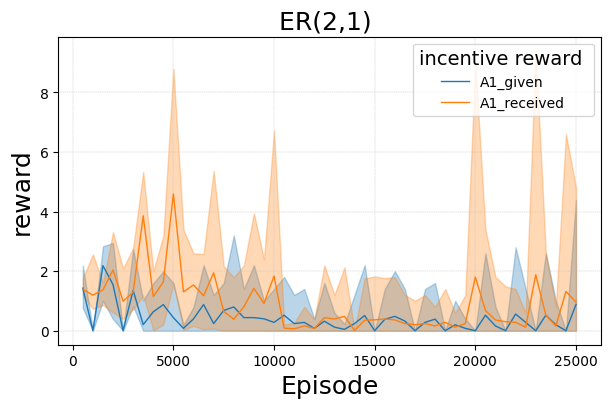 ER(2,1)
incentive reward
A1_given
A1_received
reward
8
6
4
2
0
0 5000 10000 15000 20000 25000
Episode